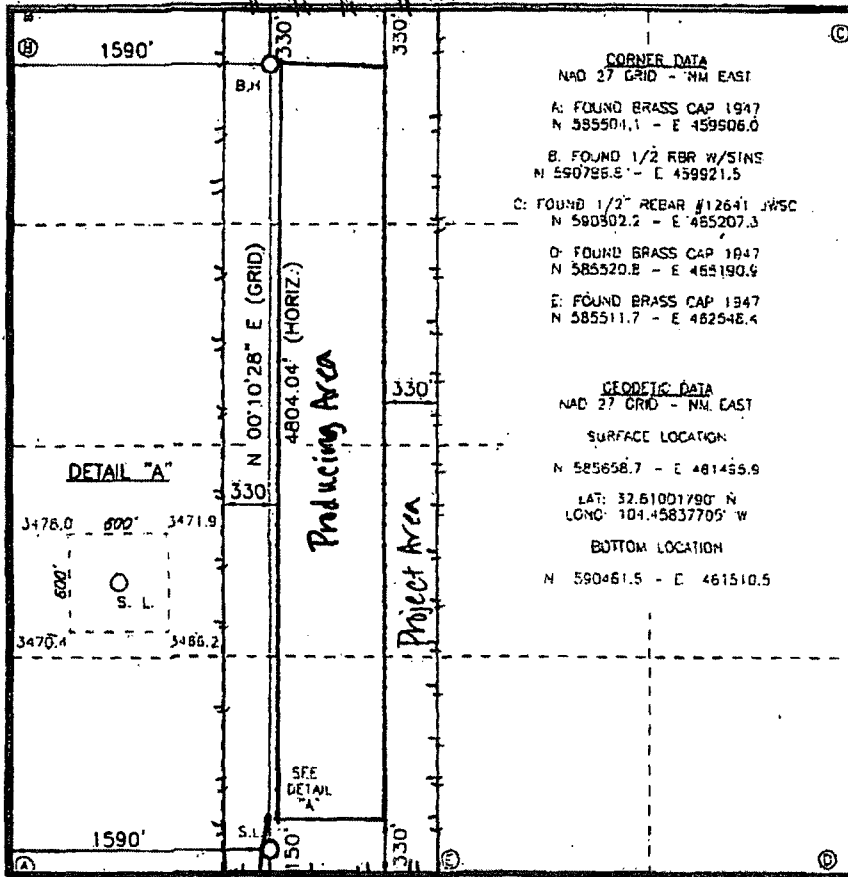 B
C
1590'
330'
330'
B.H.
CORNER DATA
NAD 27 GRID - NM EAST
A: FOUND BRASS CAP 1947
N 585504.1 - E 459906.0
B. FOUND 1/2 RBR W/5INS
N 590786.8' - E 459921.5
C: FOUND 1/2" REBAR #12641 JWSC
N 590802.2 - E 465207.3
D: FOUND BRASS CAP 1947
N 585520.8 - E 465190.9
E: FOUND BRASS CAP 1947
N 585511.7 - E 462548.4
N 00°10'28" E (GRID)
4804.04' (HORIZ.)
Producing Area
330'
330'
Project Area
GEODETIC DATA
NAD 27 GRID - NM EAST
SURFACE LOCATION
N 585658.7 - E 461495.9
LAT: 32.61001790° N
LONG: 104.45837705° W
BOTTOM LOCATION
N 590461.5 - E 461510.5
DETAIL "A"
3476.0 600' 3471.9
600'
S. L.
3470.4 3466.2
SEE
DETAIL
"A"
1590'
S.L.
150'
330'
A
E
D